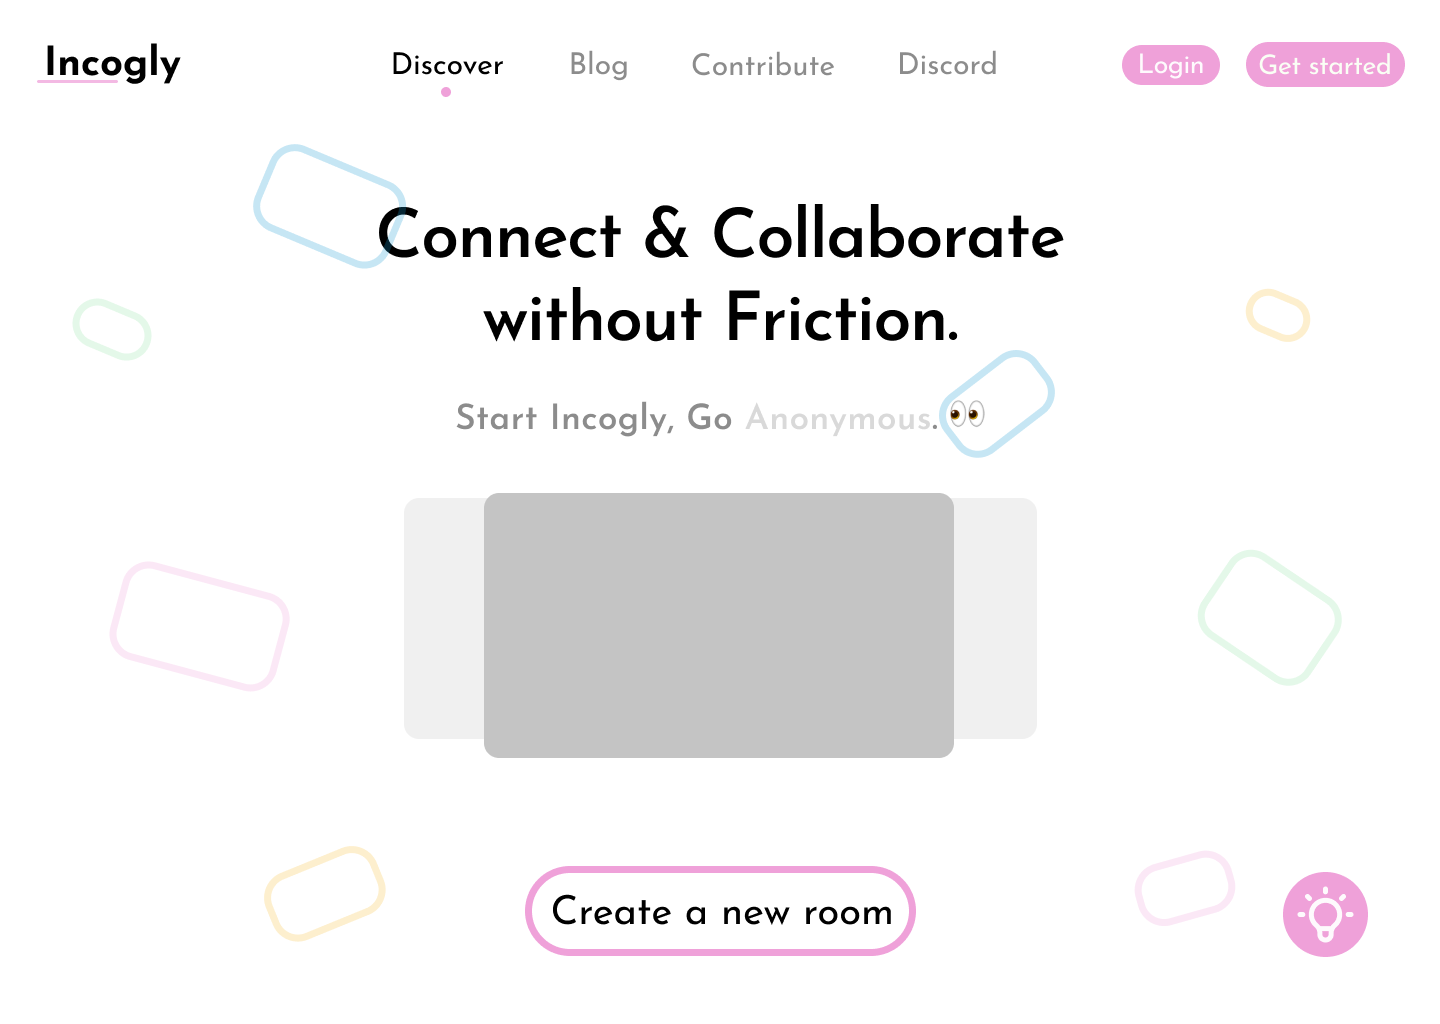 Incogly
Discover
Blog
Contribute
Discord
Login
Get started
Connect & Collaborate
without Friction.
Start Incogly, Go Anonymous. 👀
Create a new room